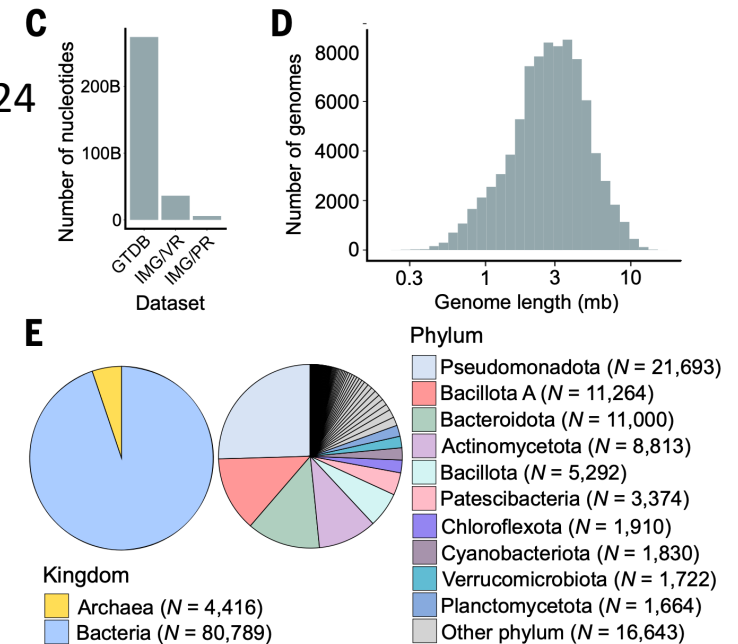 C
Number of nucleotides
200B
100B
0
GTDB
IMG/VR
IMG/PR
Dataset
24
D
Number of genomes
8000
6000
4000
2000
0
0.3
1
3
10
Genome length (mb)
E
Kingdom
Archaea (N = 4,416)
Bacteria (N = 80,789)
Phylum
Pseudomonadota (N = 21,693)
Bacillota A (N = 11,264)
Bacteroidota (N = 11,000)
Actinomycetota (N = 8,813)
Bacillota (N = 5,292)
Patescibacteria (N = 3,374)
Chloroflexota (N = 1,910)
Cyanobacteriota (N = 1,830)
Verrucomicrobiota (N = 1,722)
Planctomycetota (N = 1,664)
Other phylum (N = 16,643)